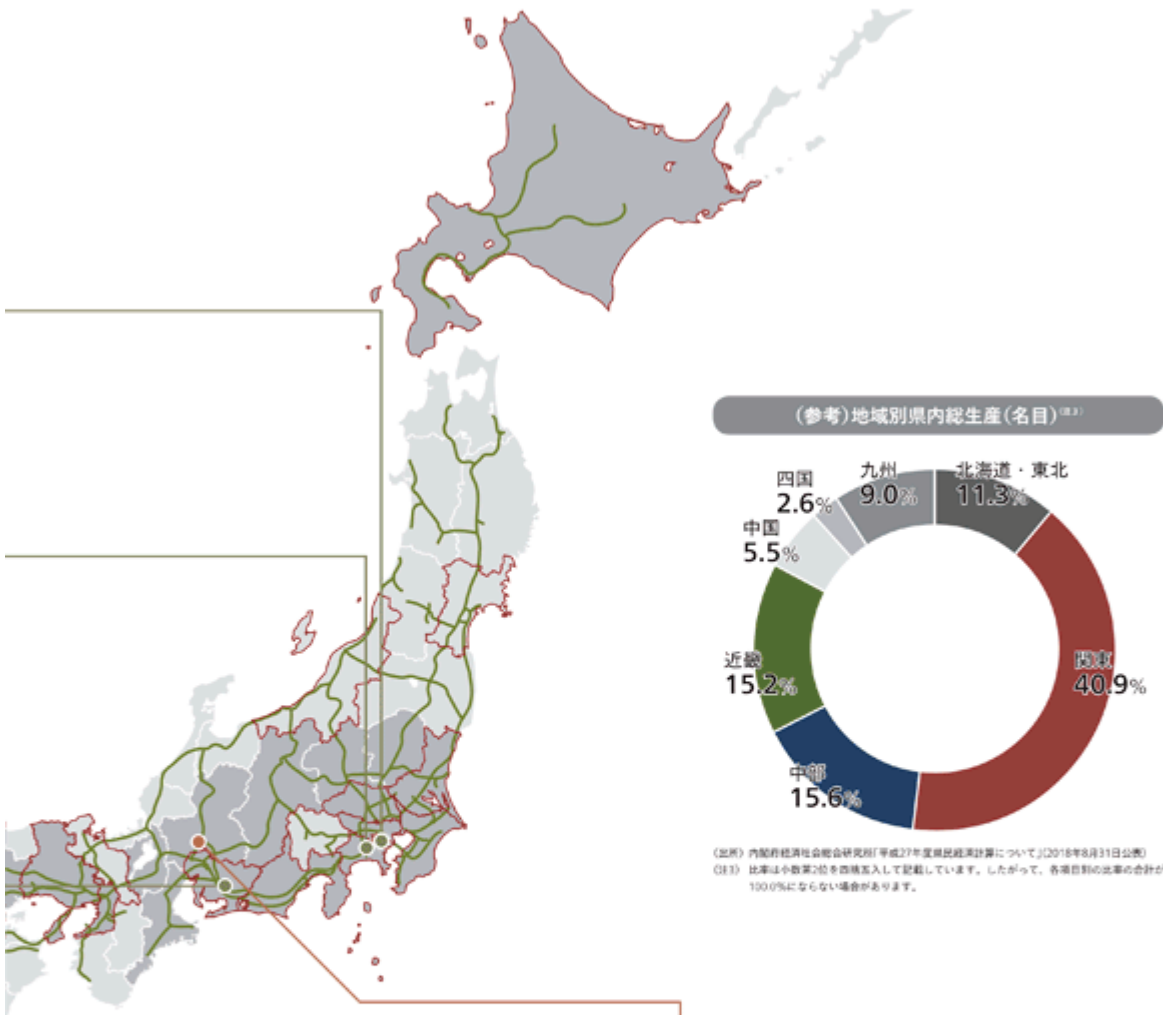 (参考)地域別県内総生産(名目)(注3)
北海道・東北
11.3%
関東
40.9%
中部
15.6%
近畿
15.2%
中国
5.5%
四国
2.6%
九州
9.0%
(出所) 内閣府経済社会総合研究所「平成27年度県民経済計算について」(2018年8月31日公表)
(注3) 比率は小数第2位を四捨五入して記載しています。したがって、各項目別の比率の合計が
100.0%にならない場合があります。